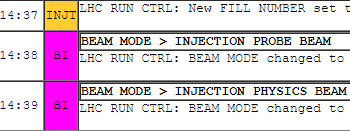 14:37 INJT LHC RUN CTRL: New FILL NUMBER set t
BEAM MODE > INJECTION PROBE BEAM
14:38 BI LHC RUN CTRL: BEAM MODE changed to
BEAM MODE > INJECTION PHYSICS BEAM
14:39 BI LHC RUN CTRL: BEAM MODE changed to